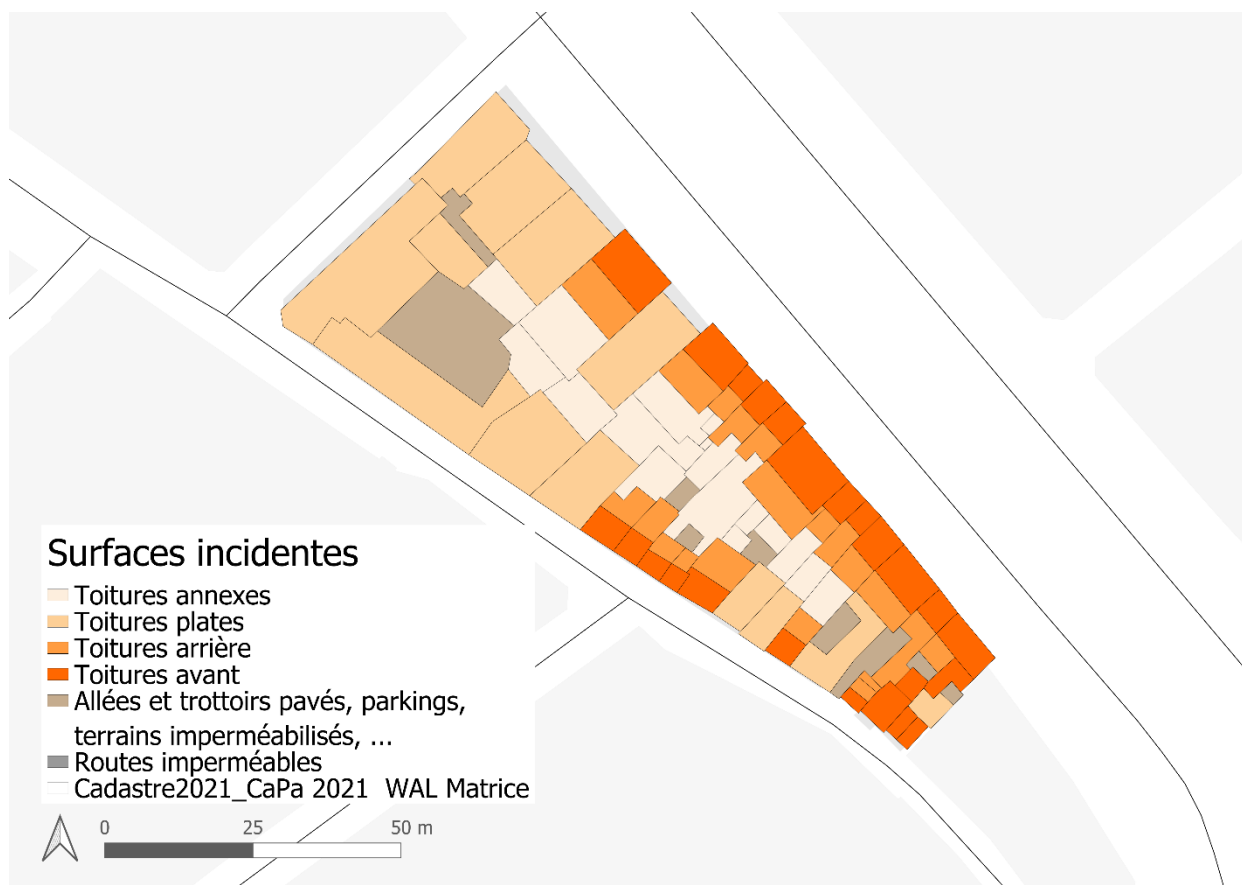 Surfaces incidentes
Toitures annexes
Toitures plates
Toitures arrière
Toitures avant
Allées et trottoirs pavés, parkings,
terrains imperméabilisés, ...
Routes imperméables
Cadastre2021_CaPa 2021 WAL Matrice
0 25 50 m